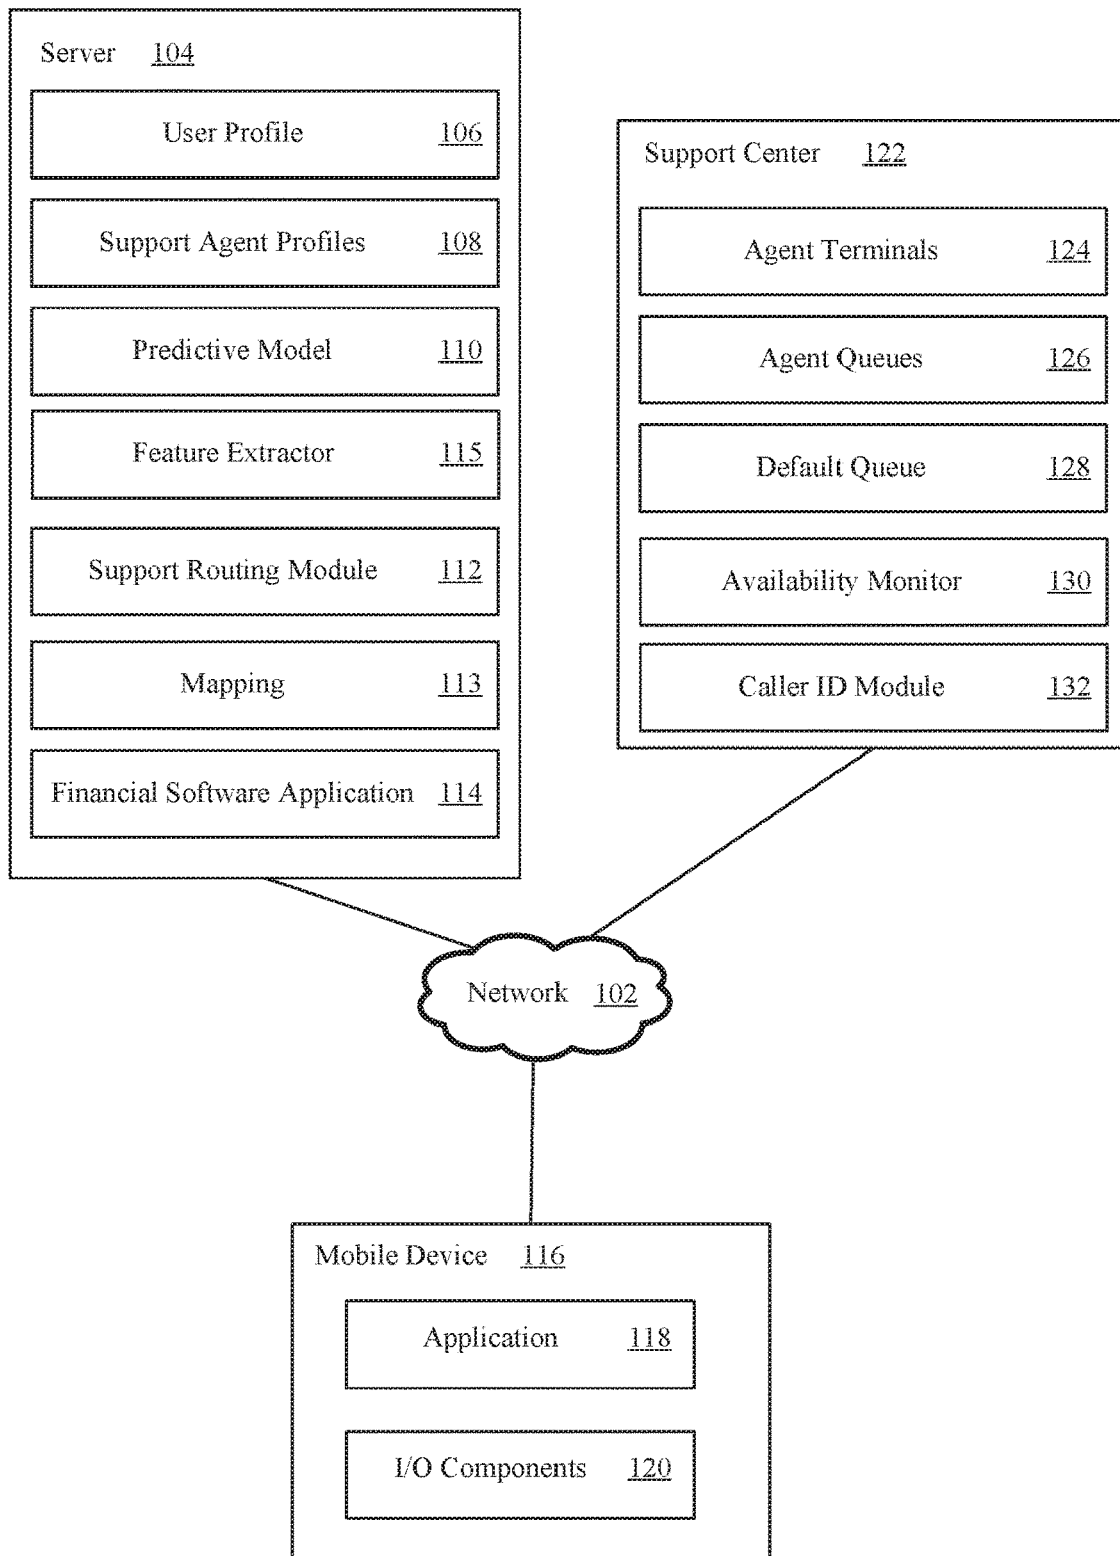 Server 104
User Profile 106
Support Agent Profiles 108
Predictive Model 110
Feature Extractor 115
Support Routing Module 112
Mapping 113
Financial Software Application 114
Support Center 122
Agent Terminals 124
Agent Queues 126
Default Queue 128
Availability Monitor 130
Caller ID Module 132
Network 102
Mobile Device 116
Application 118
I/O Components 120